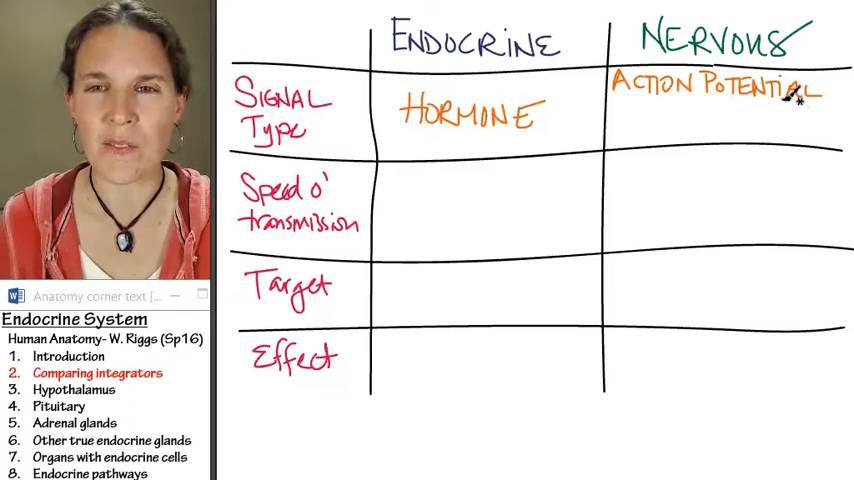 ENDOCRINE
NERVOUS
SIGNAL
Type
HORMONE
ACTION POTENTIAL
Speed o'
transmission
Target
Effect
Anatomy corner text [...
Endocrine System
Human Anatomy- W. Riggs (Sp16)
1. Introduction
2. Comparing integrators
3. Hypothalamus
4. Pituitary
5. Adrenal glands
6. Other true endocrine glands
7. Organs with endocrine cells
8. Endocrine pathways